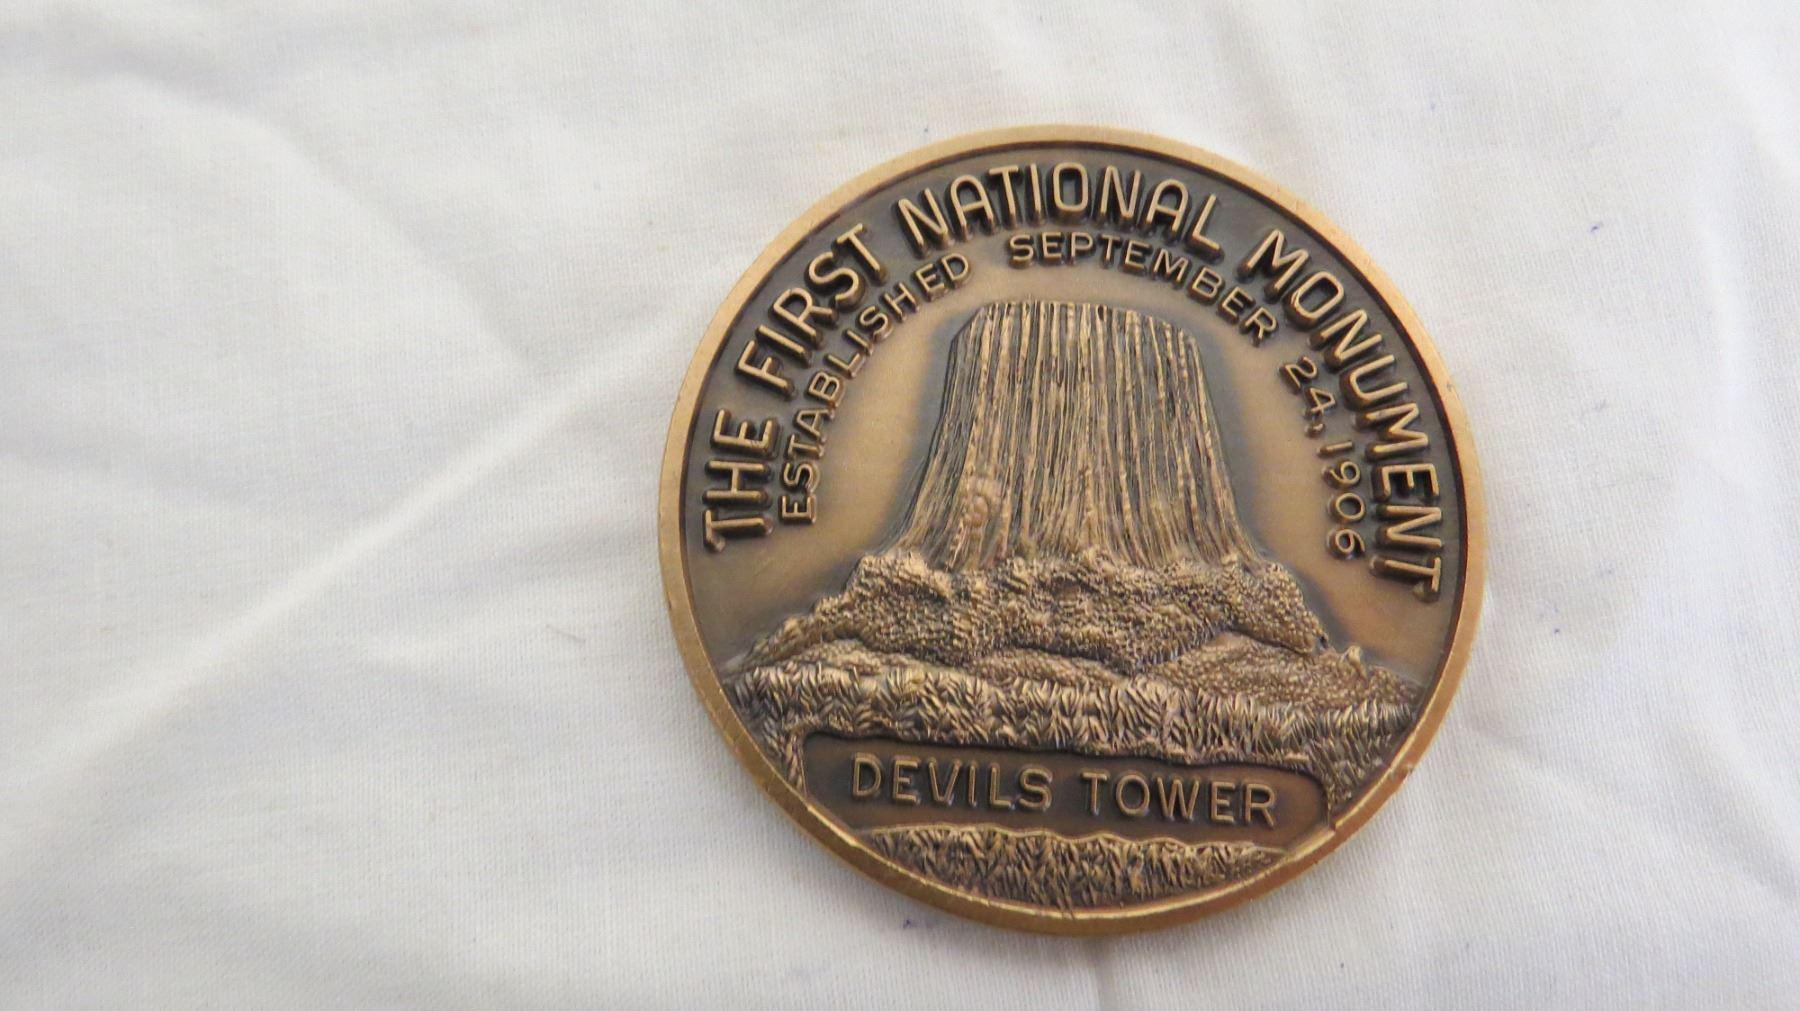 THE FIRST NATIONAL MONUMENT
ESTABLISHED SEPTEMBER 24, 1906
DEVILS TOWER